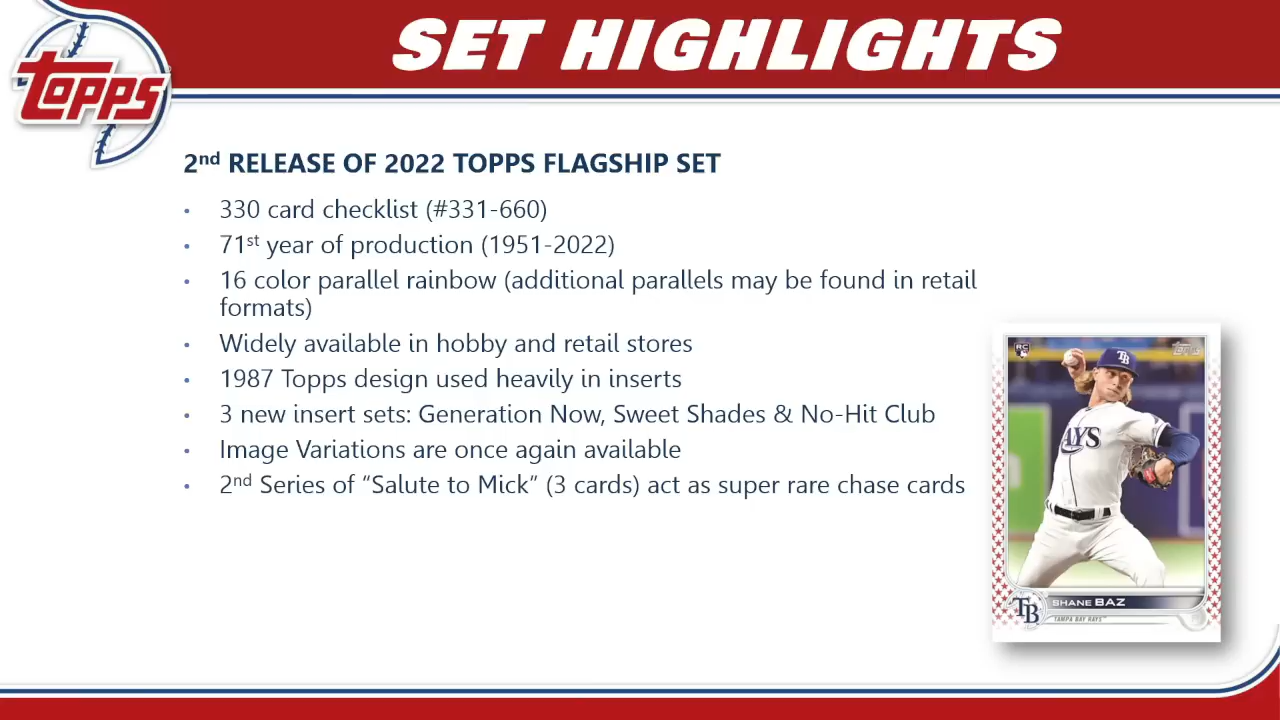 SET HIGHLIGHTS
TOPPS
2nd RELEASE OF 2022 TOPPS FLAGSHIP SET
• 330 card checklist (#331-660)
• 71st year of production (1951-2022)
• 16 color parallel rainbow (additional parallels may be found in retail
formats)
• Widely available in hobby and retail stores
• 1987 Topps design used heavily in inserts
• 3 new insert sets: Generation Now, Sweet Shades & No-Hit Club
• Image Variations are once again available
• 2nd Series of “Salute to Mick” (3 cards) act as super rare chase cards
RC
Topps
TB
RAYS
TB
SHANE BAZ
TAMPA BAY RAYS™